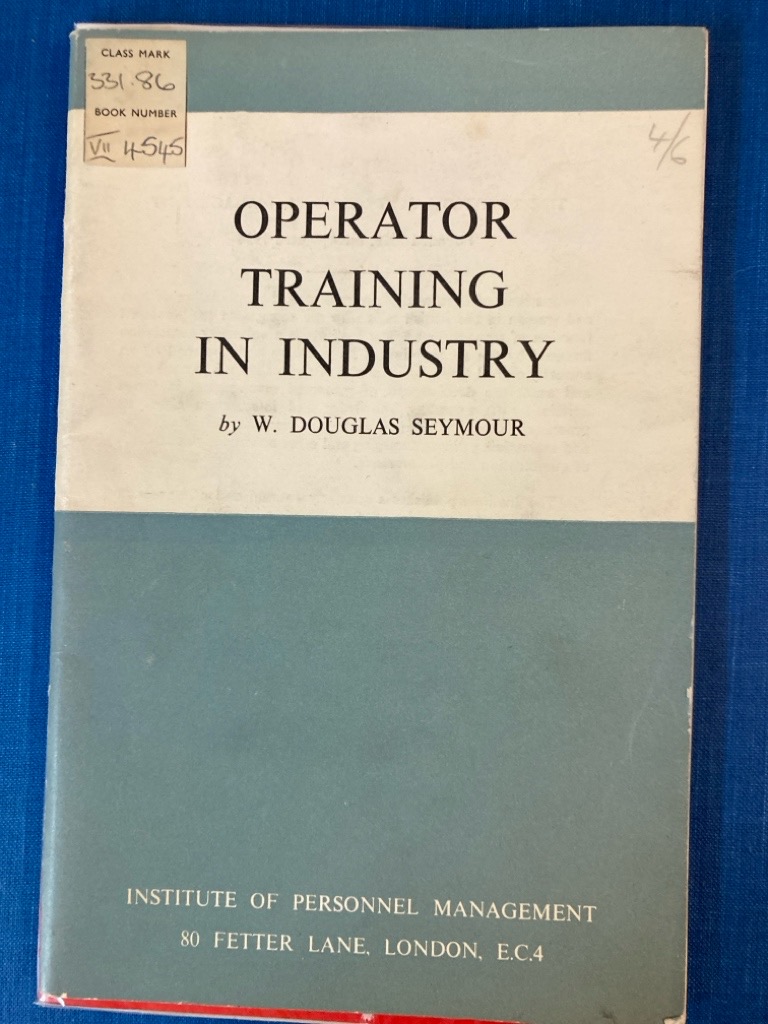 CLASS MARK
331.86
BOOK NUMBER
VII 4545
4/6
OPERATOR
TRAINING
IN INDUSTRY
by W. DOUGLAS SEYMOUR
INSTITUTE OF PERSONNEL MANAGEMENT
80 FETTER LANE, LONDON, E.C.4